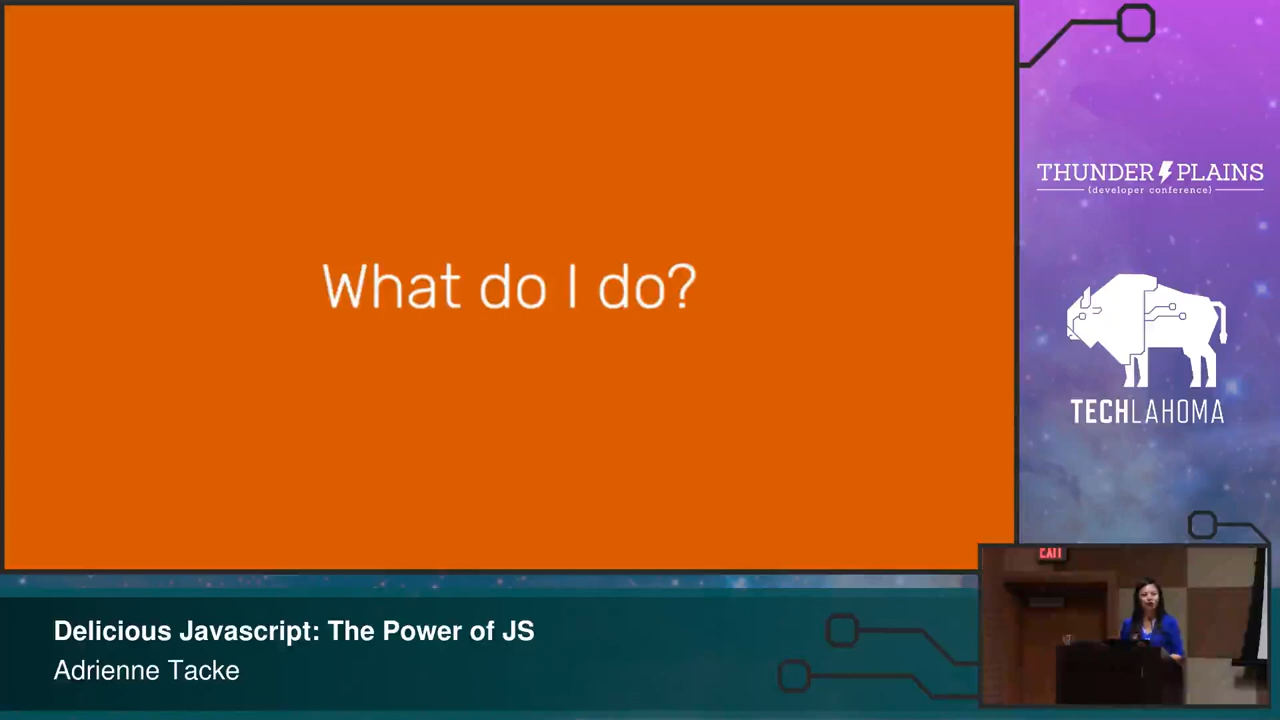 What do I do?
THUNDER PLAINS
{developer conference}
TECHLAHOMA
EXIT
Delicious Javascript: The Power of JS
Adrienne Tacke